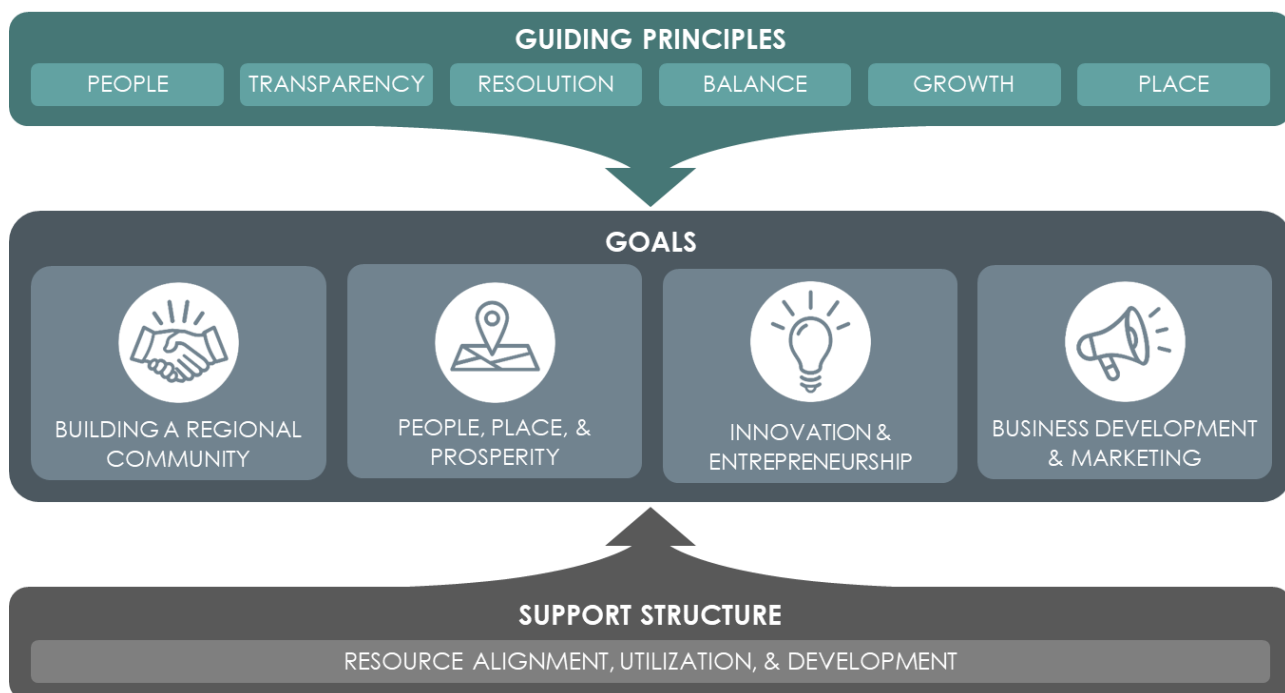 GUIDING PRINCIPLES
PEOPLE
TRANSPARENCY
RESOLUTION
BALANCE
GROWTH
PLACE
GOALS
BUILDING A REGIONAL
COMMUNITY
PEOPLE, PLACE, &
PROSPERITY
INNOVATION &
ENTREPRENEURSHIP
BUSINESS DEVELOPMENT
& MARKETING
SUPPORT STRUCTURE
RESOURCE ALIGNMENT, UTILIZATION, & DEVELOPMENT